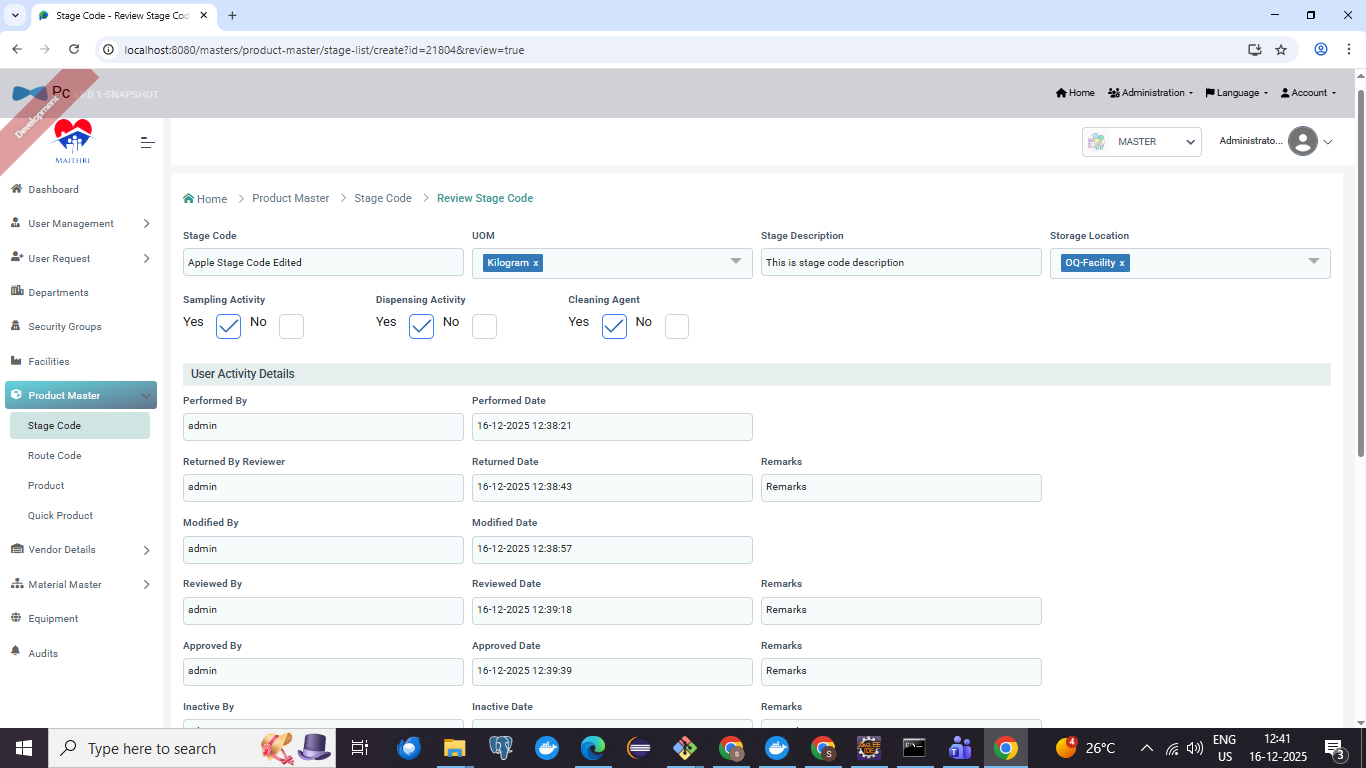 Stage Code - Review Stage Cod
localhost:8080/masters/product-master/stage-list/create?id=21804&review=true
Pc v1.0.1-SNAPSHOT
Development
Home Administration Language Account
MAITHRI
MASTER Administrato...
Dashboard
User Management
User Request
Departments
Security Groups
Facilities
Product Master
Stage Code
Route Code
Product
Quick Product
Vendor Details
Material Master
Equipment
Audits
Home > Product Master > Stage Code > Review Stage Code
Stage Code UOM Stage Description Storage Location
Apple Stage Code Edited Kilogram x This is stage code description OQ-Facility x
Sampling Activity Dispensing Activity Cleaning Agent
Yes No Yes No Yes No
User Activity Details
Performed By Performed Date
admin 16-12-2025 12:38:21
Returned By Reviewer Returned Date Remarks
admin 16-12-2025 12:38:43 Remarks
Modified By Modified Date
admin 16-12-2025 12:38:57
Reviewed By Reviewed Date Remarks
admin 16-12-2025 12:39:18 Remarks
Approved By Approved Date Remarks
admin 16-12-2025 12:39:39 Remarks
Inactive By Inactive Date Remarks
Type here to search
4 26°C
ENG
US
12:41
16-12-2025
3